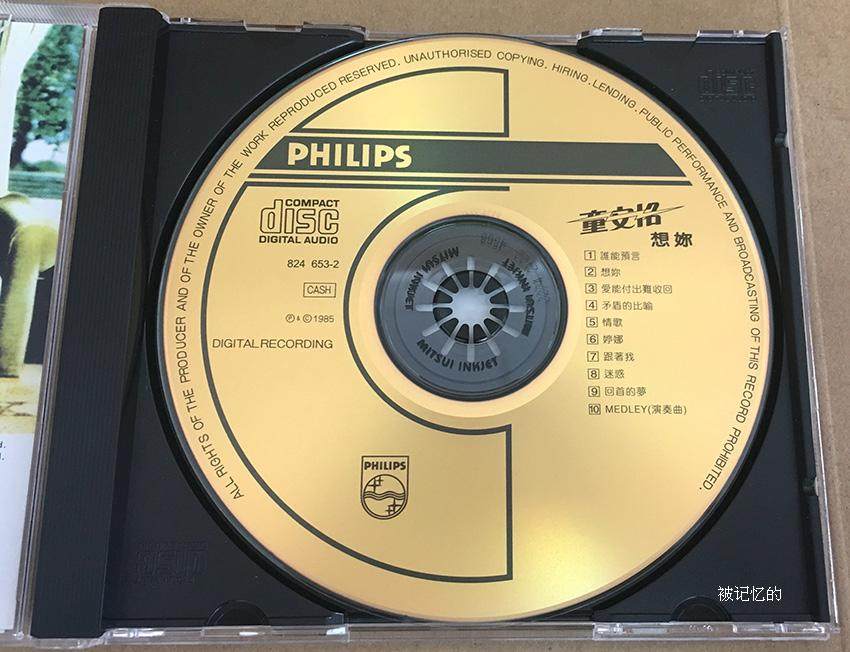 ALL RIGHTS OF THE PRODUCER AND OF THE OWNER OF THE WORK REPRODUCED RESERVED. UNAUTHORISED COPYING, HIRING, LENDING, PUBLIC PERFORMANCE AND BROADCASTING OF THIS RECORD PROHIBITED.
PHILIPS
COMPACT
disc
DIGITAL AUDIO
824 653-2
CASH
℗ & © 1985
DIGITAL RECORDING
童安格
想妳
1 誰能預言
2 想妳
3 愛能付出難收回
4 矛盾的比喻
5 情歌
6 婷娜
7 跟著我
8 迷惑
9 回首的夢
10 MEDLEY(演奏曲)
MITSUI INKJET
MITSUI INKJET
MITSUI INKJET
PHILIPS
被记忆的